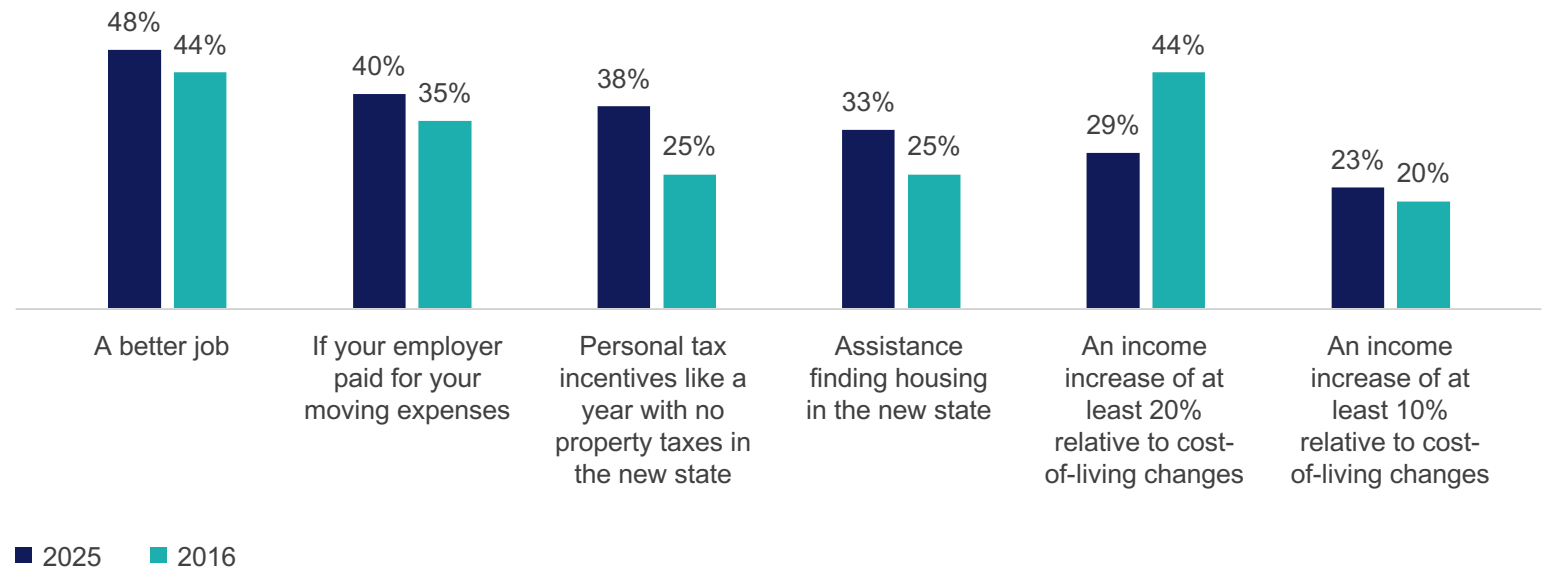 48%
44%
40%
35%
38%
25%
33%
25%
29%
44%
23%
20%
A better job
If your employer
paid for your
moving expenses
Personal tax
incentives like a
year with no
property taxes in
the new state
Assistance
finding housing
in the new state
An income
increase of at
least 20%
relative to cost-
of-living changes
An income
increase of at
least 10%
relative to cost-
of-living changes
2025
2016